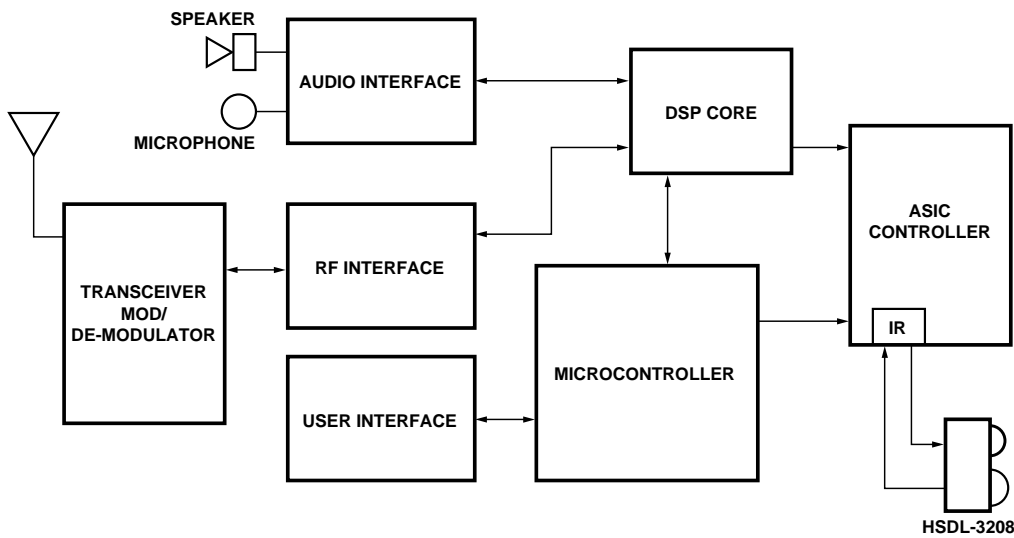 SPEAKER
AUDIO INTERFACE
MICROPHONE
DSP CORE
ASIC
CONTROLLER
RF INTERFACE
TRANSCEIVER
MOD/
DE-MODULATOR
IR
MICROCONTROLLER
USER INTERFACE
HSDL-3208